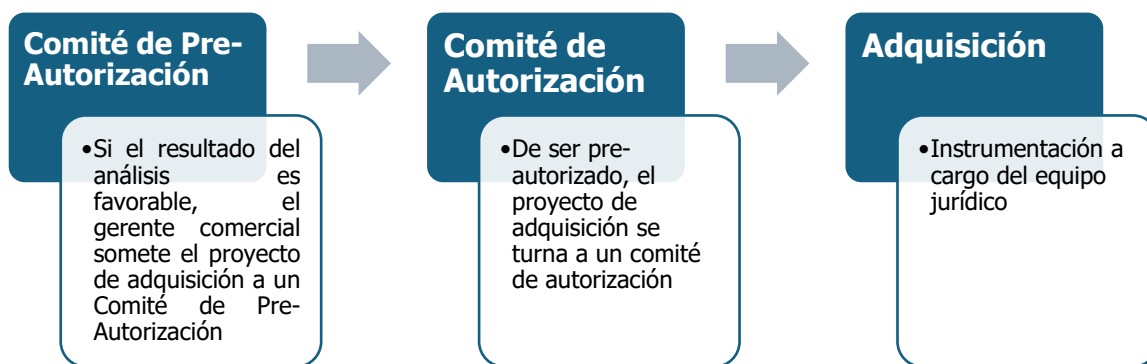 Comité de Pre-
Autorización
•Si el resultado del
análisis es
favorable, el
gerente comercial
somete el proyecto
de adquisición a un
Comité de Pre-
Autorización
Comité de
Autorización
•De ser pre-
autorizado, el
proyecto de
adquisición se
turna a un comité
de autorización
Adquisición
•Instrumentación a
cargo del equipo
jurídico